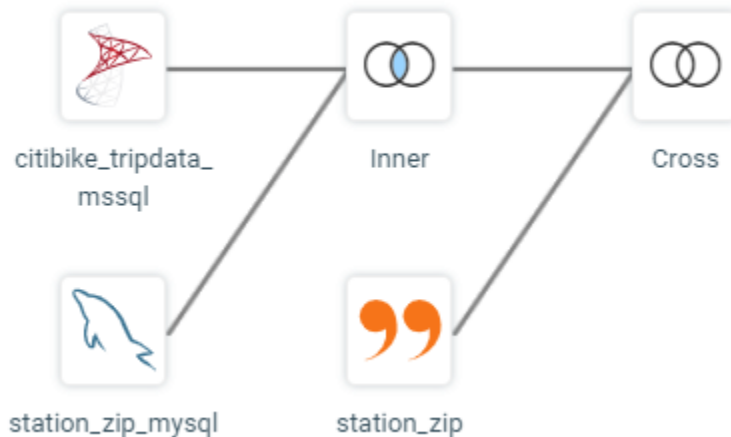 citibike_tripdata_
mssql
Inner
Cross
station_zip_mysql
station_zip